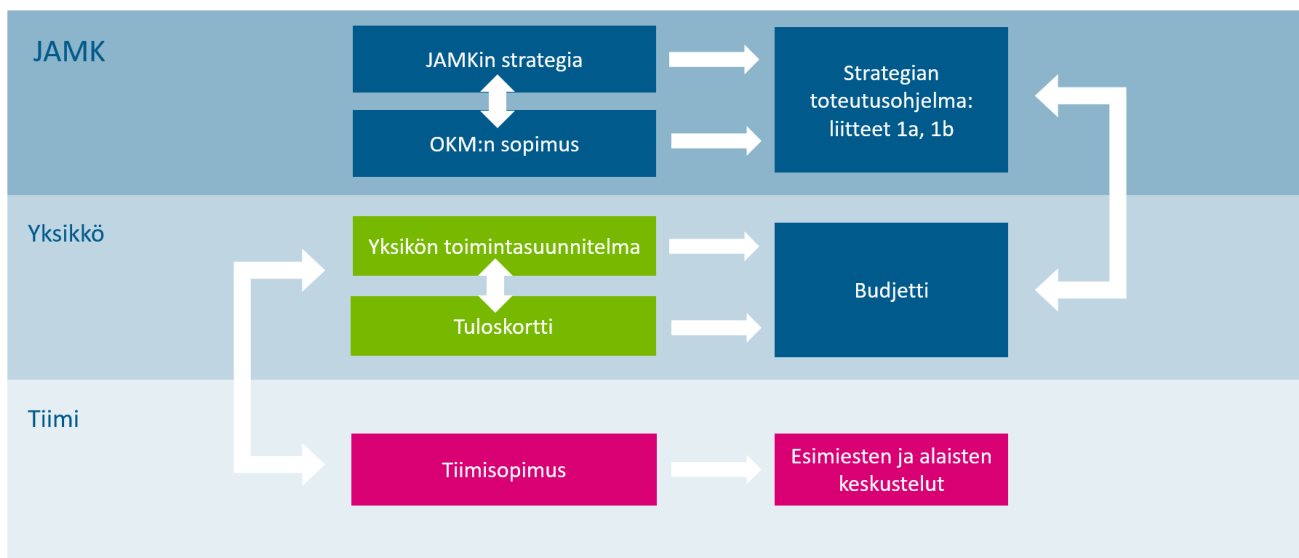 JAMK
JAMKin strategia
OKM:n sopimus
Strategian
toteutusohjelma:
liitteet 1a, 1b
Yksikkö
Yksikön toimintasuunnitelma
Tuloskortti
Budjetti
Tiimi
Tiimisopimus
Esimiesten ja alaisten
keskustelut